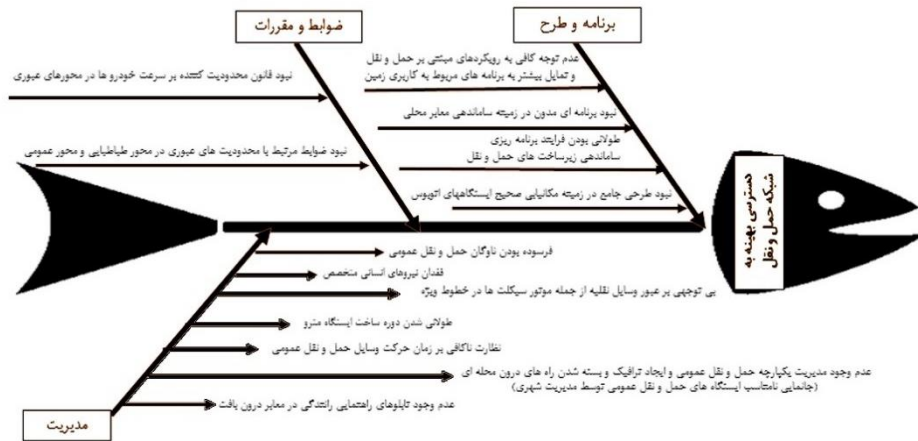 ضوابط و مقررات
برنامه و طرح
عدم توجه کافی به رویکردهای مبتنی بر حمل و نقل
و تمایل بیشتر به برنامه های مربوط به کاربری زمین
نبود برنامه ای مدون در زمینه ساماندهی معابر محلی
طولانی بودن فرایند برنامه ریزی
ساماندهی زیرساخت های حمل و نقل
نبود طرحی جامع در زمینه مکانیابی صحیح ایستگاههای اتوبوس
نبود قانون محدودیت کننده بر سرعت خودرو ها در محورهای عبوری
نبود ضوابط مرتبط با محدودیت های عبوری در محور طباطبایی و محور عمومی
دسترسی بهینه به
شبکه حمل و نقل
فرسوده بودن ناوگان حمل و نقل عمومی
فقدان نیروهای انسانی متخصص
بی توجهی بر عبور وسایل نقلیه از جمله موتور سیکلت ها در خطوط ویژه
طولانی شدن دوره ساخت ایستگاه مترو
نظارت ناکافی بر زمان حرکت وسایل حمل و نقل عمومی
عدم وجود مدیریت یکپارچه حمل و نقل عمومی و ایجاد ترافیک و بسته شدن راه های درون محله ای
(جانمایی نامتناسب ایستگاه های حمل و نقل عمومی توسط مدیریت شهری)
عدم وجود تابلوهای راهنمایی رانندگی در معابر درون بافت
مدیریت